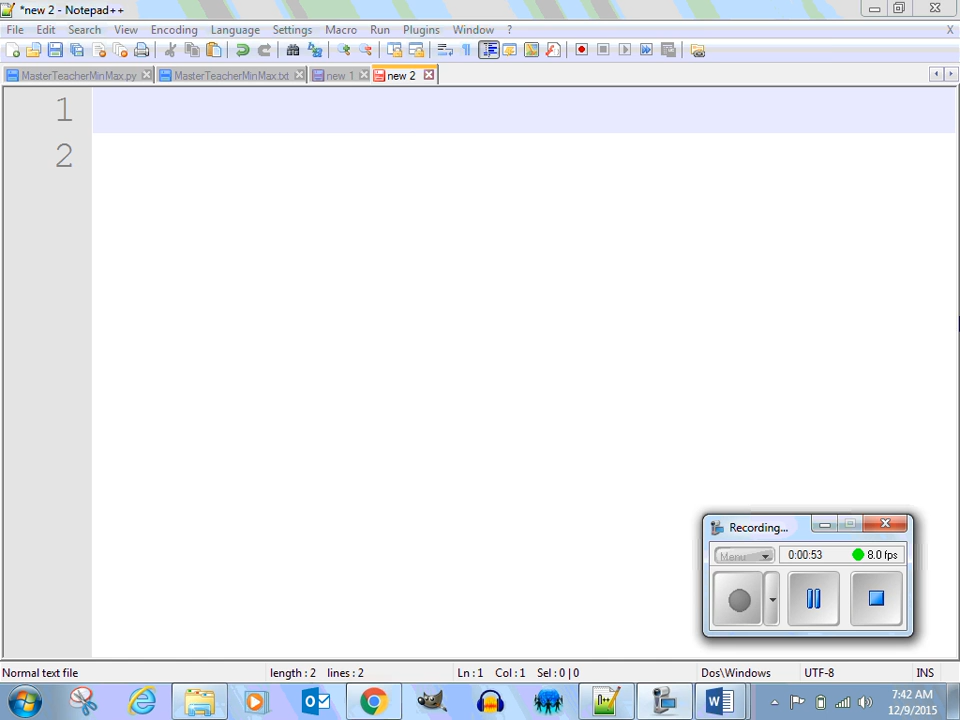 *new 2 - Notepad++
File Edit Search View Encoding Language Settings Macro Run Plugins Window ? X
MasterTeacherMinMax.py MasterTeacherMinMax.txt new 1 new 2
1
2
Recording...
Menu 0:00:53 8.0 fps
Normal text file length : 2 lines : 2 Ln : 1 Col : 1 Sel : 0 | 0 Dos\Windows UTF-8 INS
7:42 AM
12/9/2015